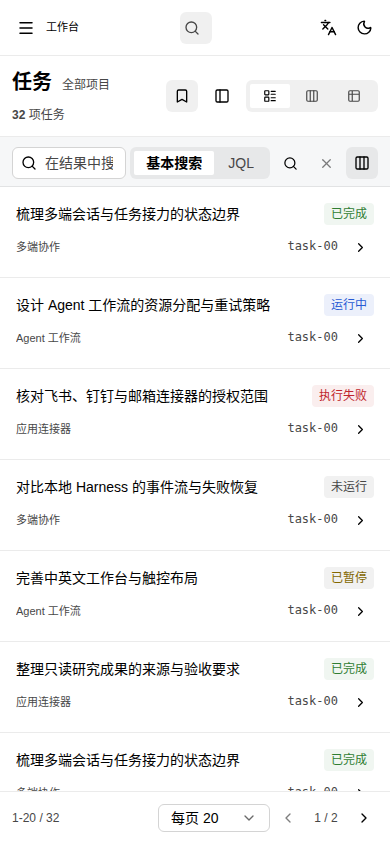 工作台
任务 全部项目
32 项任务
在结果中搜 基本搜索 JQL
梳理多端会话与任务接力的状态边界 已完成
多端协作 task-00
设计 Agent 工作流的资源分配与重试策略 运行中
Agent 工作流 task-00
核对飞书、钉钉与邮箱连接器的授权范围 执行失败
应用连接器 task-00
对比本地 Harness 的事件流与失败恢复 未运行
多端协作 task-00
完善中英文工作台与触控布局 已暂停
Agent 工作流 task-00
整理只读研究成果的来源与验收要求 已完成
应用连接器 task-00
梳理多端会话与任务接力的状态边界 已完成
1-20 / 32 每页 20 1 / 2